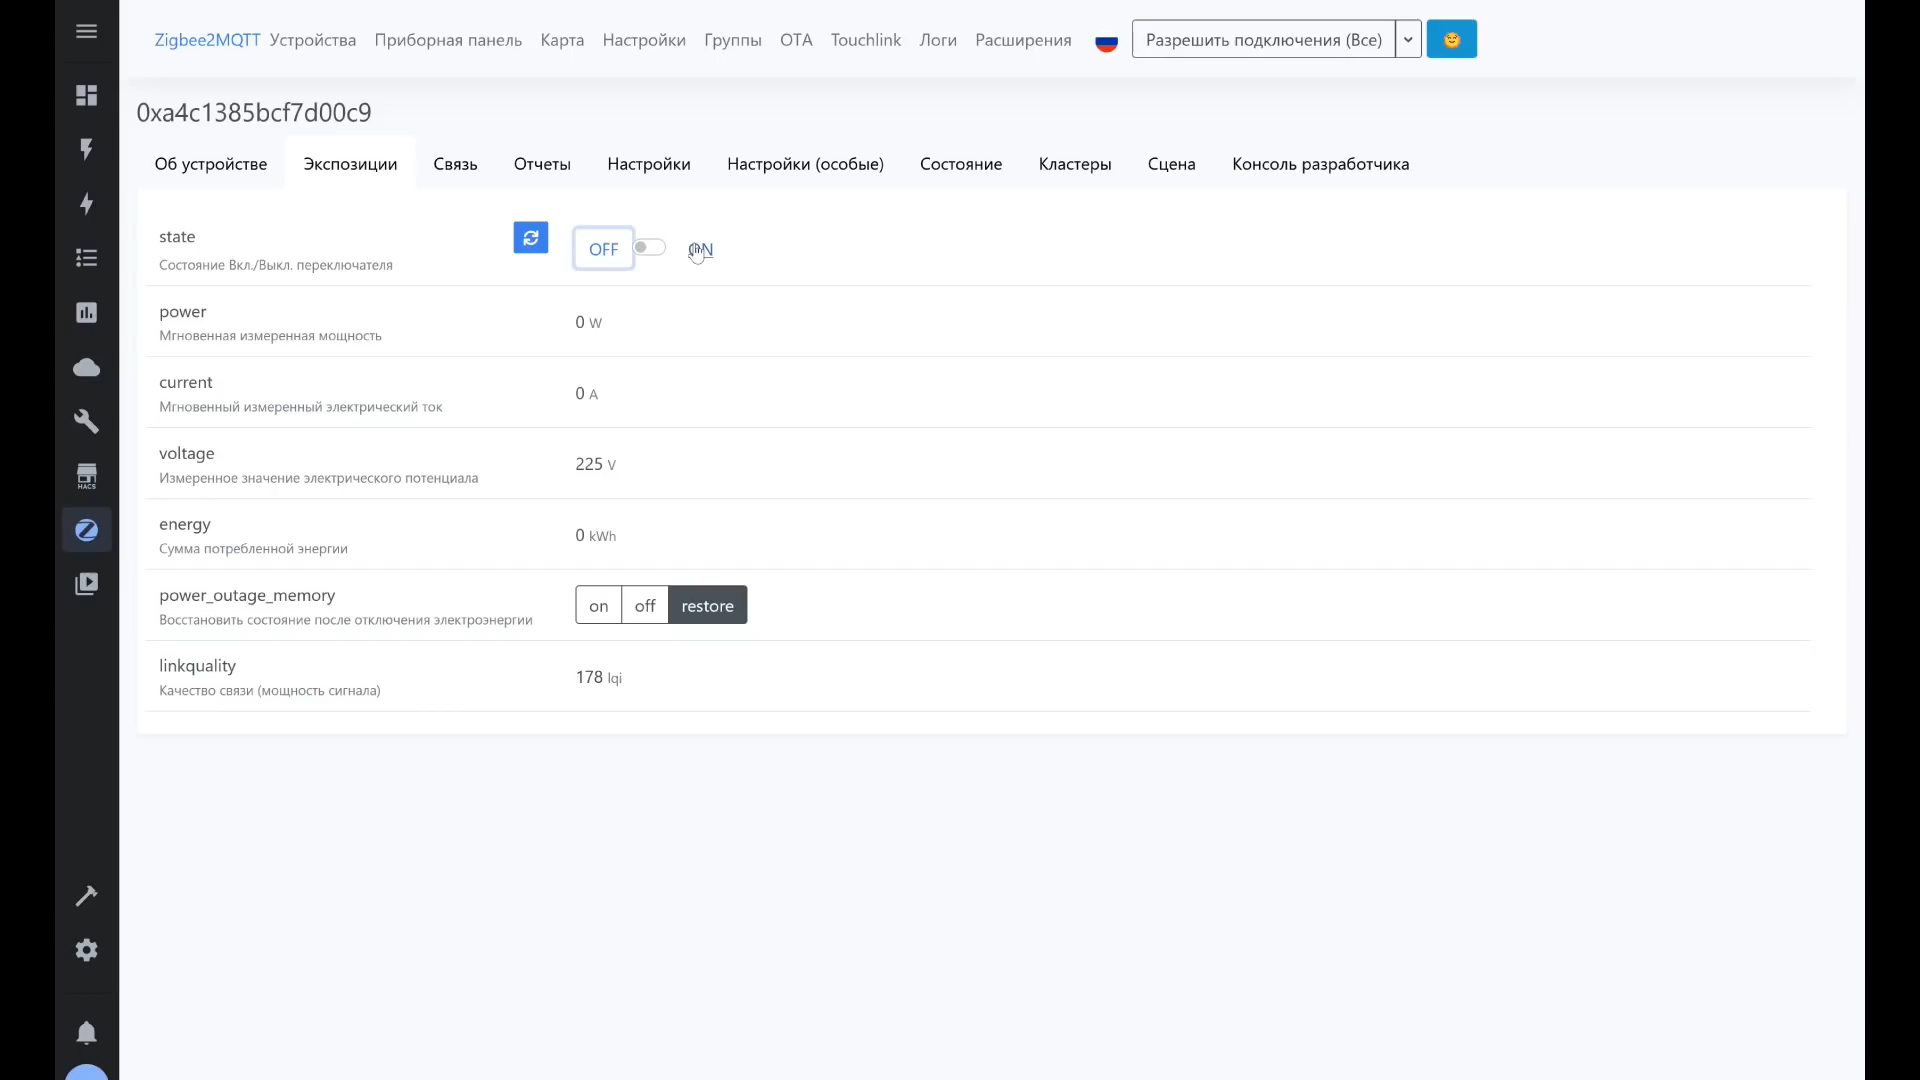 Zigbee2MQTT Устройства Приборная панель Карта Настройки Группы OTA Touchlink Логи Расширения Разрешить подключения (Все)
0xa4c1385bcf7d00c9
Об устройстве Экспозиции Связь Отчеты Настройки Настройки (особые) Состояние Кластеры Сцена Консоль разработчика
state OFF ON
Состояние Вкл./Выкл. переключателя
power
0 W
Мгновенная измеренная мощность
current
0 A
Мгновенный измеренный электрический ток
voltage
225 V
Измеренное значение электрического потенциала
HACS
energy
0 kWh
Сумма потребленной энергии
power_outage_memory
on off restore
Восстановить состояние после отключения электроэнергии
linkquality
178 lqi
Качество связи (мощность сигнала)